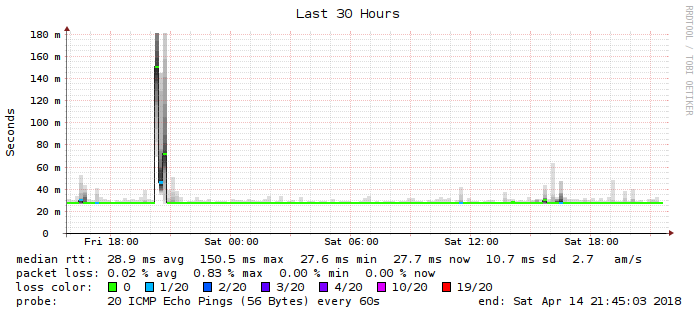 Last 30 Hours
RRDTOOL / TOBI OETIKER
Seconds
180 m
160 m
140 m
120 m
100 m
80 m
60 m
40 m
20 m
0
Fri 18:00 Sat 00:00 Sat 06:00 Sat 12:00 Sat 18:00
median rtt: 28.9 ms avg 150.5 ms max 27.6 ms min 27.7 ms now 10.7 ms sd 2.7 am/s
packet loss: 0.02 % avg 0.83 % max 0.00 % min 0.00 % now
loss color: 0 1/20 2/20 3/20 4/20 10/20 19/20
probe: 20 ICMP Echo Pings (56 Bytes) every 60s end: Sat Apr 14 21:45:03 2018